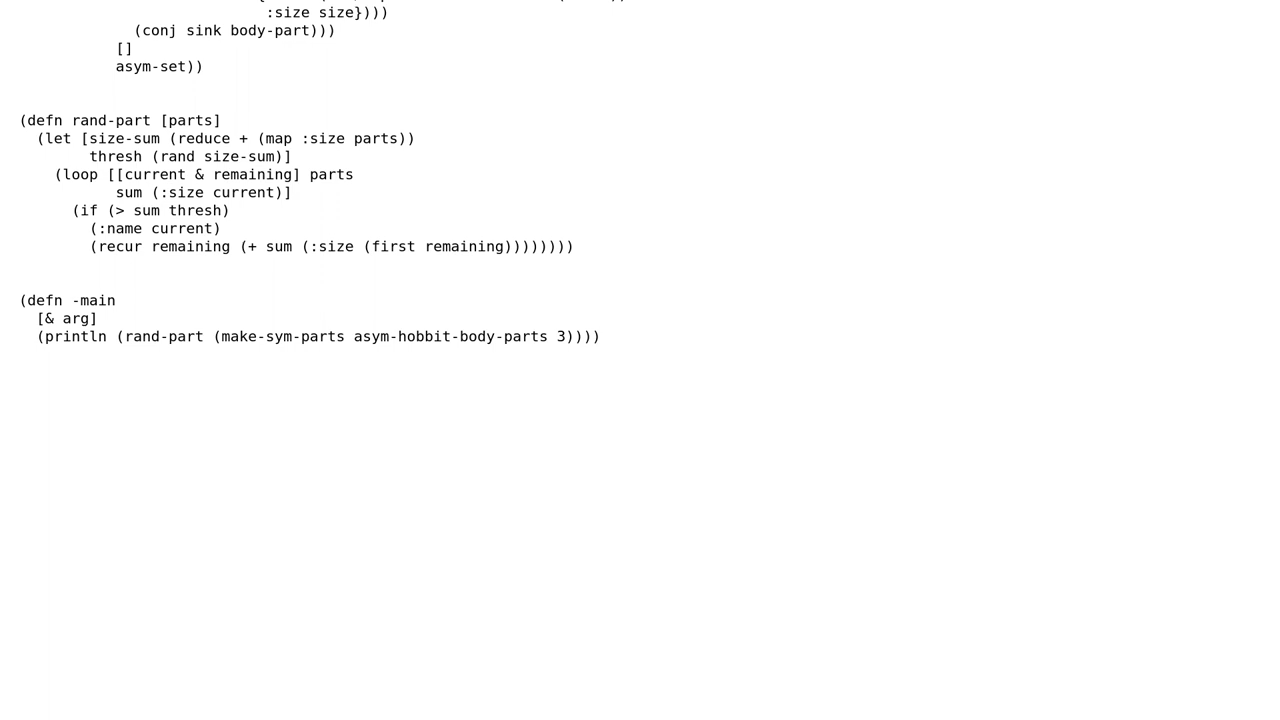 :size size})))
(conj sink body-part)))
[]
asym-set))
(defn rand-part [parts]
(let [size-sum (reduce + (map :size parts))
thresh (rand size-sum)]
(loop [[current & remaining] parts
sum (:size current)]
(if (> sum thresh)
(:name current)
(recur remaining (+ sum (:size (first remaining))))))))
(defn -main
[& arg]
(println (rand-part (make-sym-parts asym-hobbit-body-parts 3))))